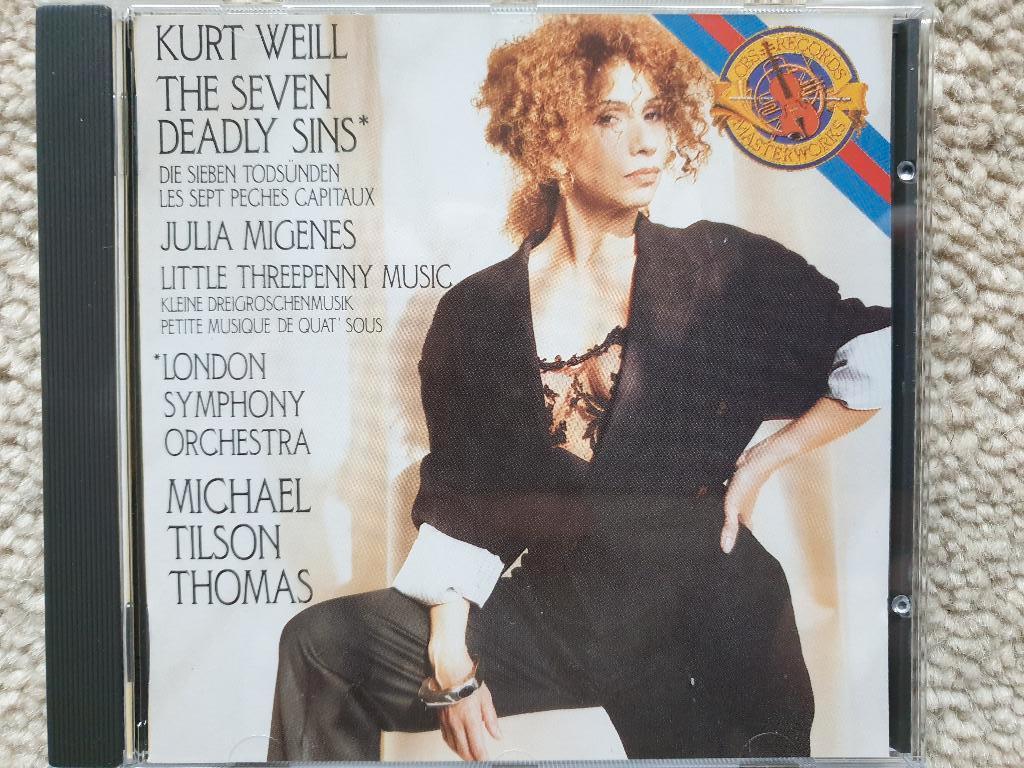 KURT WEILL
THE SEVEN
DEADLY SINS*
DIE SIEBEN TODSÜNDEN
LES SEPT PECHES CAPITAUX
JULIA MIGENES
LITTLE THREEPENNY MUSIC
KLEINE DREIGROSCHENMUSIK
PETITE MUSIQUE DE QUAT' SOUS
*LONDON
SYMPHONY
ORCHESTRA
MICHAEL
TILSON
THOMAS
CBS RECORDS
MASTERWORKS